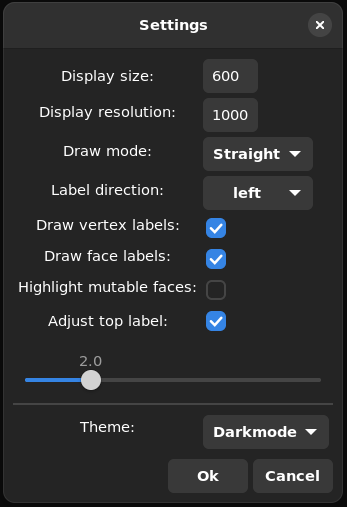 Settings
Display size: 600
Display resolution: 1000
Draw mode: Straight
Label direction: left
Draw vertex labels:
Draw face labels:
Highlight mutable faces:
Adjust top label:
2.0
Theme: Darkmode
Ok Cancel